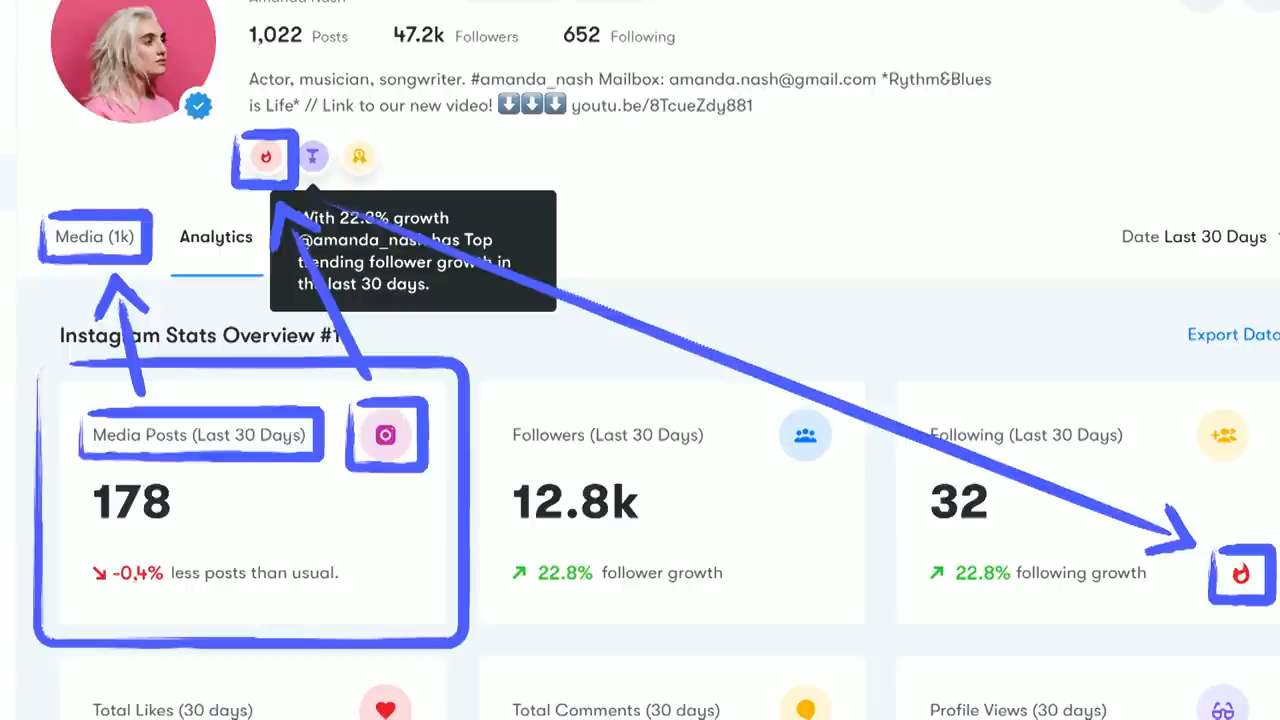 1,022 Posts 47.2k Followers 652 Following
Actor, musician, songwriter. #amanda_nash Mailbox: amanda.nash@gmail.com *Rythm&Blues
is Life* // Link to our new video! ⬇️⬇️⬇️ youtu.be/8TcueZdy881
With 22.8% growth
@amanda_nash has Top
trending follower growth in
the last 30 days.
Media (1k) Analytics Date Last 30 Days
Instagram Stats Overview #1
Export Data
Media Posts (Last 30 Days)
178
-0,4% less posts than usual.
Followers (Last 30 Days)
12.8k
22.8% follower growth
Following (Last 30 Days)
32
22.8% following growth
Total Likes (30 days)
Total Comments (30 days)
Profile Views (30 days)